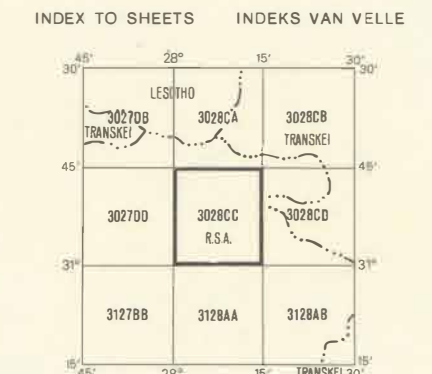 INDEX TO SHEETS INDEKS VAN VELLE
45' 28° 15' 30'
30° 30°
LESOTHO
3027DB 3028CA 3028CB
TRANSKEI TRANSKEI
45' 45'
3027DD 3028CC 3028CD
R.S.A.
31° 31°
3127BB 3128AA 3128AB
15' 15'
45' 28° 15' TRANSKEI 30'